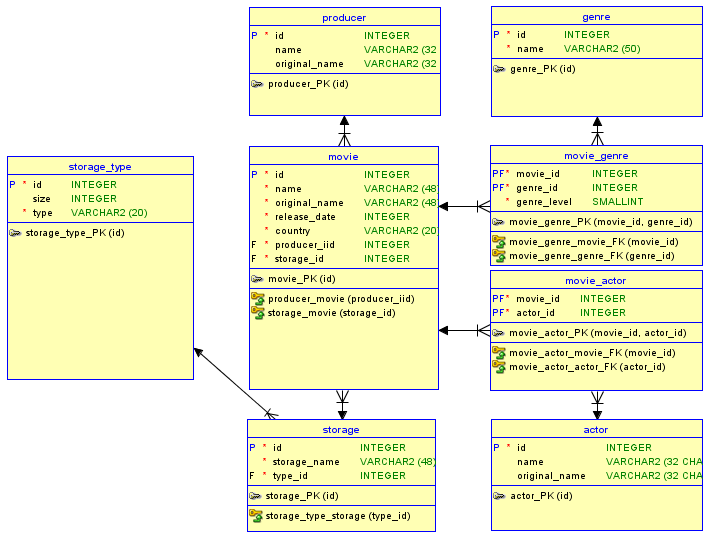 producer
P * id INTEGER
name VARCHAR2 (32
original_name VARCHAR2 (32
producer_PK (id)
genre
P * id INTEGER
* name VARCHAR2 (50)
genre_PK (id)
storage_type
P * id INTEGER
size INTEGER
* type VARCHAR2 (20)
storage_type_PK (id)
movie
P * id INTEGER
* name VARCHAR2 (48
* original_name VARCHAR2 (48
* release_date INTEGER
* country VARCHAR2 (20
F * producer_iid INTEGER
F * storage_id INTEGER
movie_PK (id)
producer_movie (producer_iid)
storage_movie (storage_id)
movie_genre
PF* movie_id INTEGER
PF* genre_id INTEGER
* genre_level SMALLINT
movie_genre_PK (movie_id, genre_id)
movie_genre_movie_FK (movie_id)
movie_genre_genre_FK (genre_id)
movie_actor
PF* movie_id INTEGER
PF* actor_id INTEGER
movie_actor_PK (movie_id, actor_id)
movie_actor_movie_FK (movie_id)
movie_actor_actor_FK (actor_id)
storage
P * id INTEGER
* storage_name VARCHAR2 (48)
F * type_id INTEGER
storage_PK (id)
storage_type_storage (type_id)
actor
P * id INTEGER
name VARCHAR2 (32 CHA
original_name VARCHAR2 (32 CHA
actor_PK (id)